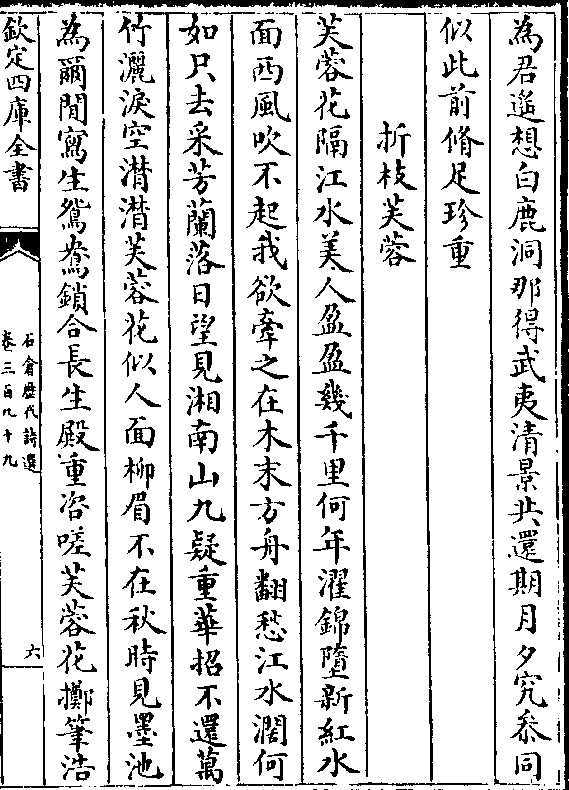 為君遥想白鹿洞那得武夷清景共還期月夕究叅同
似此前脩足珍重
折枝芙蓉
芙蓉花隔江水美人盈盈幾千里何年濯錦墮新紅水
面西風吹不起我欲搴之在木末方舟翻愁江水濶何
如只去采芳蘭落日望見湘南山九疑重華招不還萬
竹灑淚空潸潸芙蓉花似人面柳眉不在秋時見墨池
為爾閒寫生鴛鴦鎖合長生殿重咨嗟芙蓉花擲筆浩
欽定四庫全書
石倉歴代詩選
卷三百九十九
六